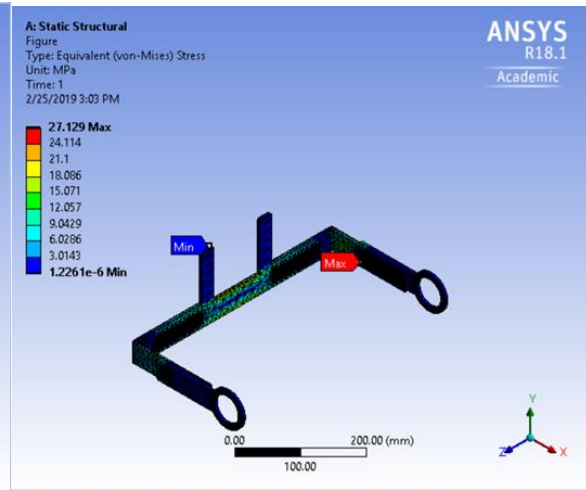 A: Static Structural
Figure
Type: Equivalent (von-Mises) Stress
Unit: MPa
Time: 1
2/25/2019 3:03 PM
27.129 Max
24.114
21.1
18.086
15.071
12.057
9.0429
6.0286
3.0143
1.2261e-6 Min
ANSYS
R18.1
Academic
Min
Max
0.00
200.00 (mm)
100.00
Y
Z
X